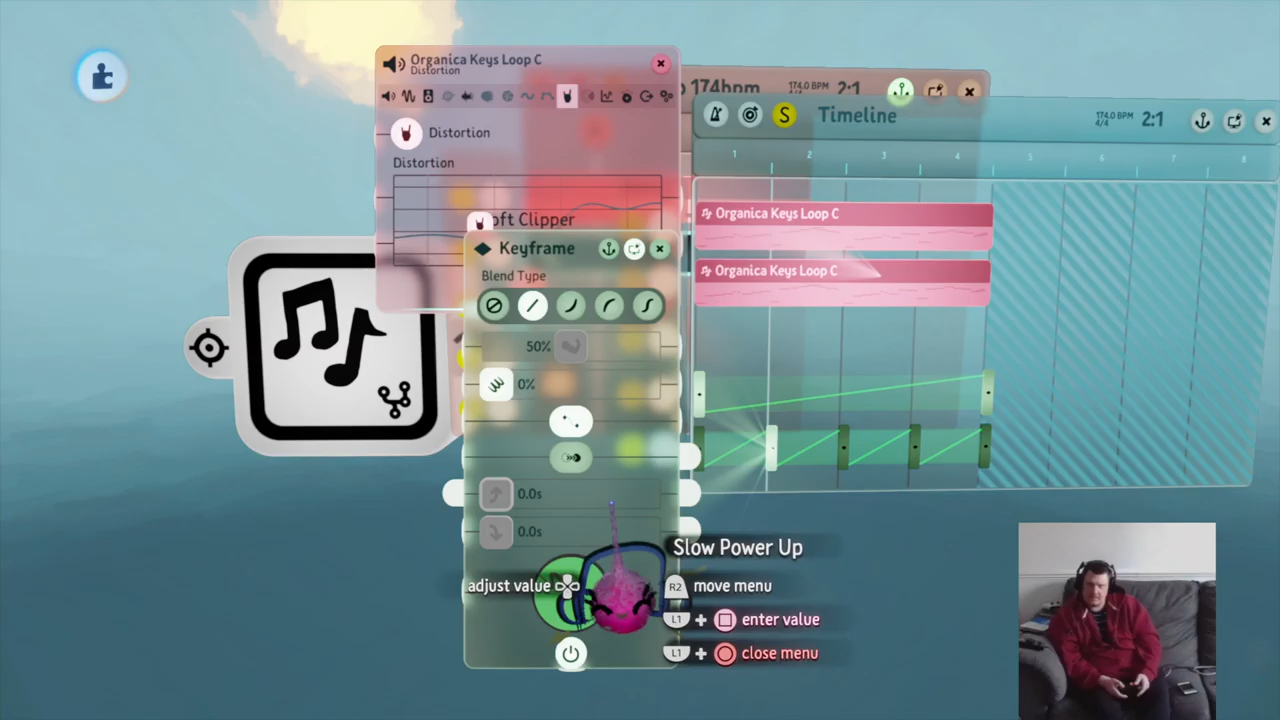 Organica Keys Loop C
Distortion
Distortion
Distortion
oft Clipper
174bpm
174.0 BPM
2:1
S
Timeline
174.0 BPM
4/4
2:1
1 2 3 4 5 6 7 8
Organica Keys Loop C
Organica Keys Loop C
Keyframe
Blend Type
50%
0%
0.0s
0.0s
Slow Power Up
adjust value
R2 move menu
L1 + enter value
L1 + close menu